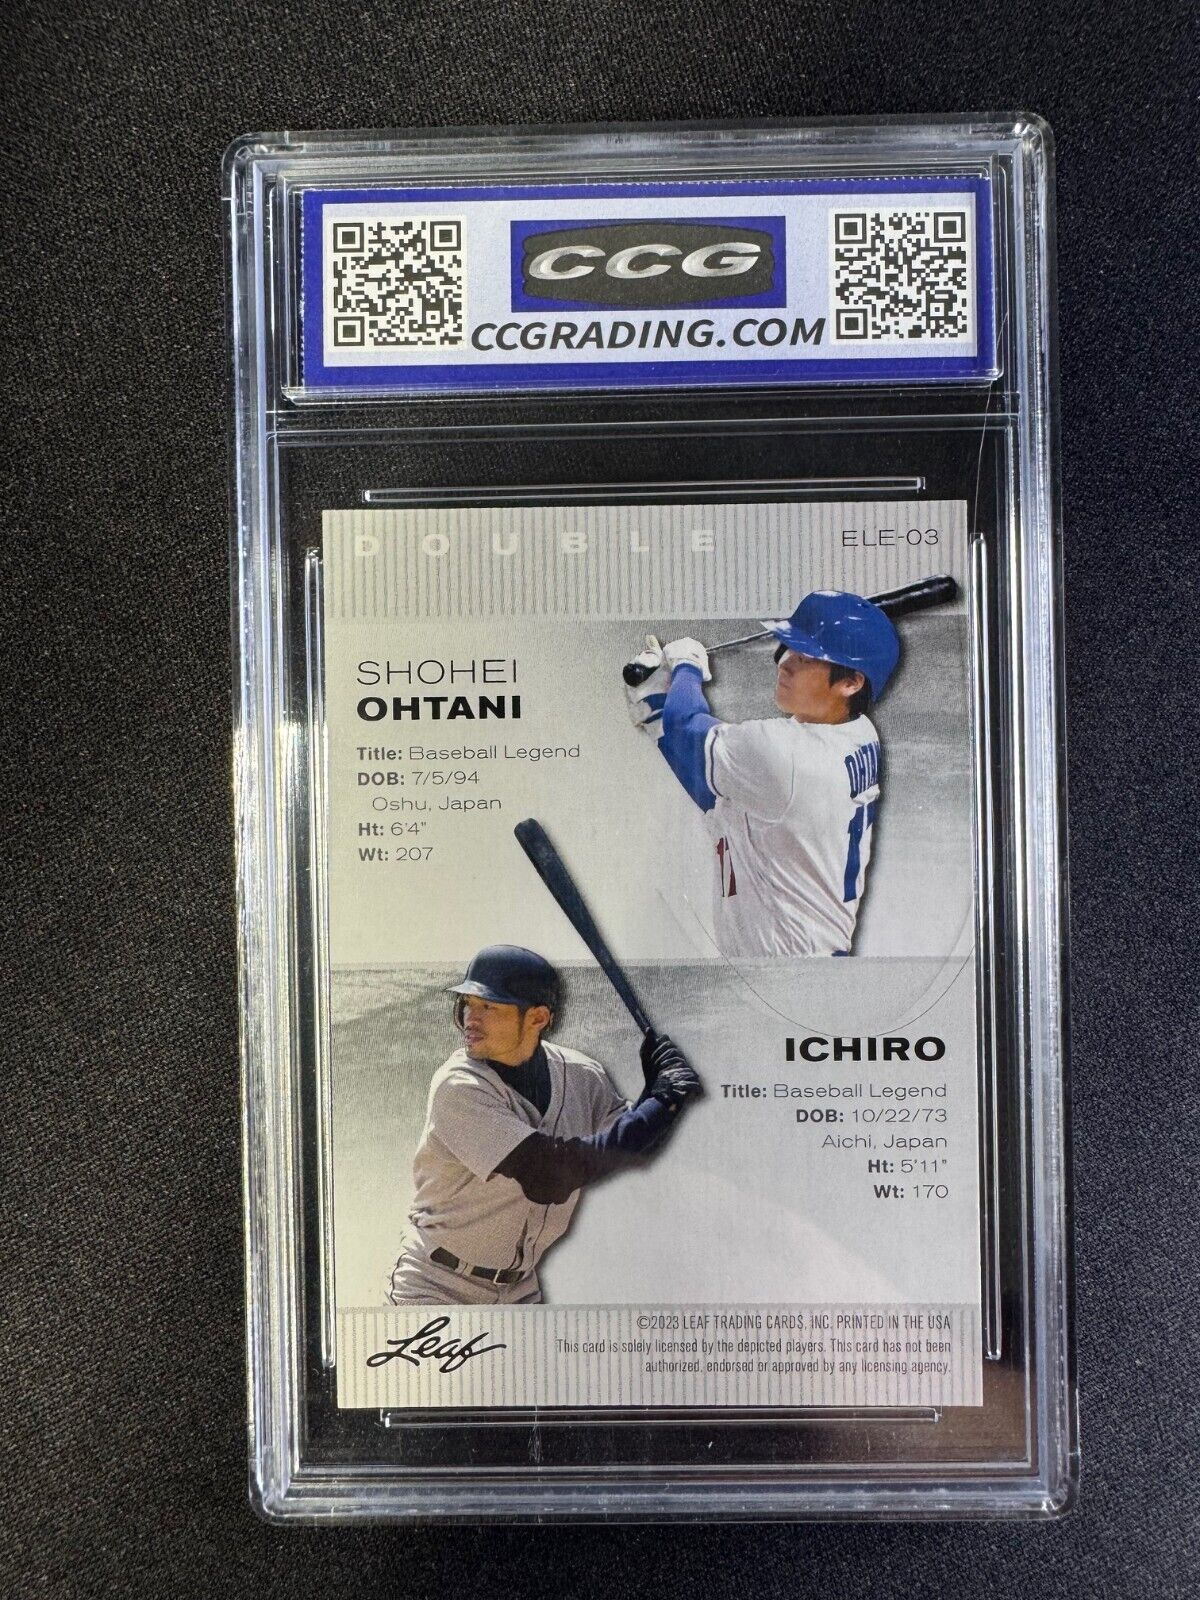 CCG
CCGRADING.COM
DOUBLE
ELE-03
SHOHEI
OHTANI
Title: Baseball Legend
DOB: 7/5/94
Oshu, Japan
Ht: 6'4"
Wt: 207
OHTAN
17
17
ICHIRO
Title: Baseball Legend
DOB: 10/22/73
Aichi, Japan
Ht: 5'11"
Wt: 170
Leaf
©2023 LEAF TRADING CARDS, INC. PRINTED IN THE USA
This card is solely licensed by the depicted players. This card has not been
authorized, endorsed or approved by any licensing agency.